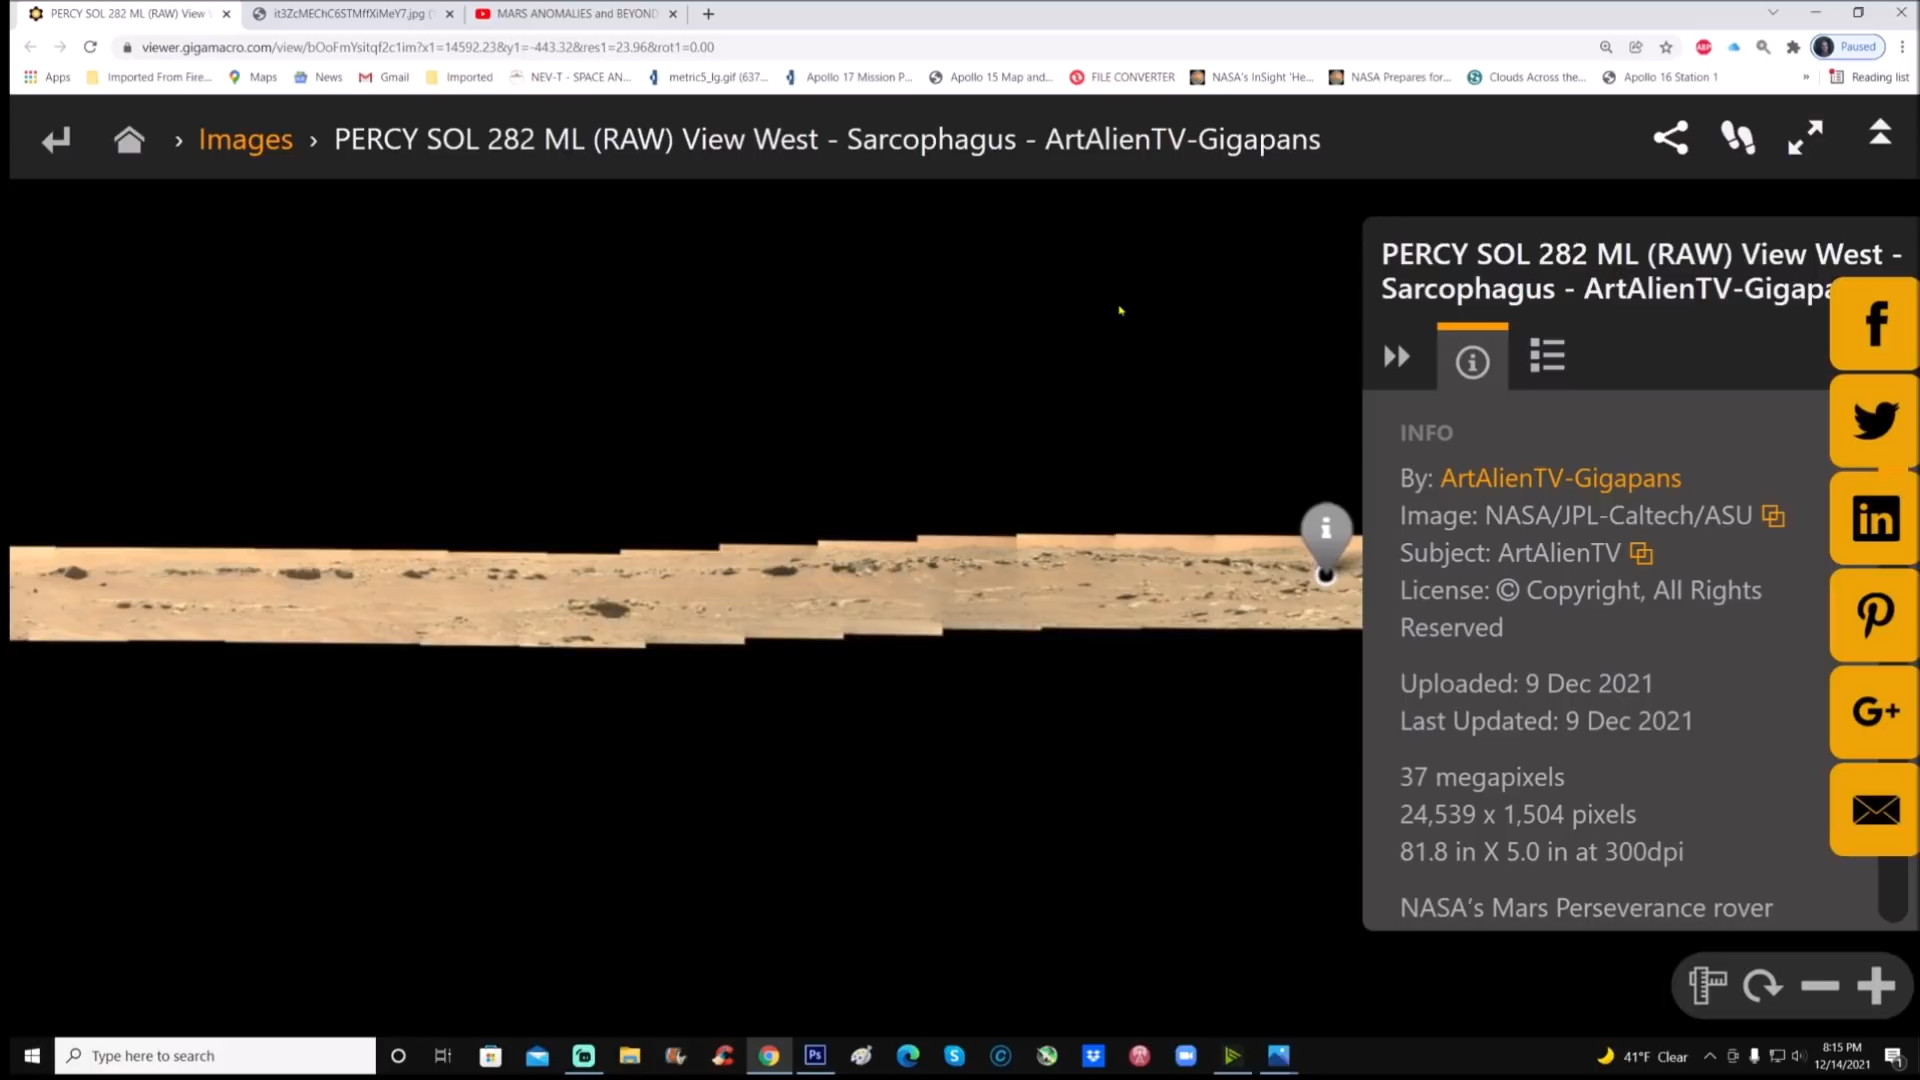 PERCY SOL 282 ML (RAW) View
it3ZcMEChC6STMffXiMeY7.jpg
MARS ANOMALIES and BEYOND
viewer.gigamacro.com/view/bOoFmYsitqf2c1im?x1=14592.23&y1=-443.32&res1=23.96&rot1=0.00
ABP
Paused
Apps
Imported From Fire...
Maps
News
Gmail
Imported
NEV-T - SPACE AN...
metric5_lg.gif (637...
Apollo 17 Mission P...
Apollo 15 Map and...
FILE CONVERTER
NASA's InSight 'He...
NASA Prepares for...
Clouds Across the...
Apollo 16 Station 1
»
Reading list
› Images › PERCY SOL 282 ML (RAW) View West - Sarcophagus - ArtAlienTV-Gigapans
PERCY SOL 282 ML (RAW) View West -
Sarcophagus - ArtAlienTV-Gigapa
INFO
By: ArtAlienTV-Gigapans
Image: NASA/JPL-Caltech/ASU
Subject: ArtAlienTV
License: © Copyright, All Rights
Reserved
Uploaded: 9 Dec 2021
Last Updated: 9 Dec 2021
37 megapixels
24,539 x 1,504 pixels
81.8 in X 5.0 in at 300dpi
NASA's Mars Perseverance rover
f
in
G+
i
Type here to search
Ps
41°F Clear
8:15 PM
12/14/2021
1